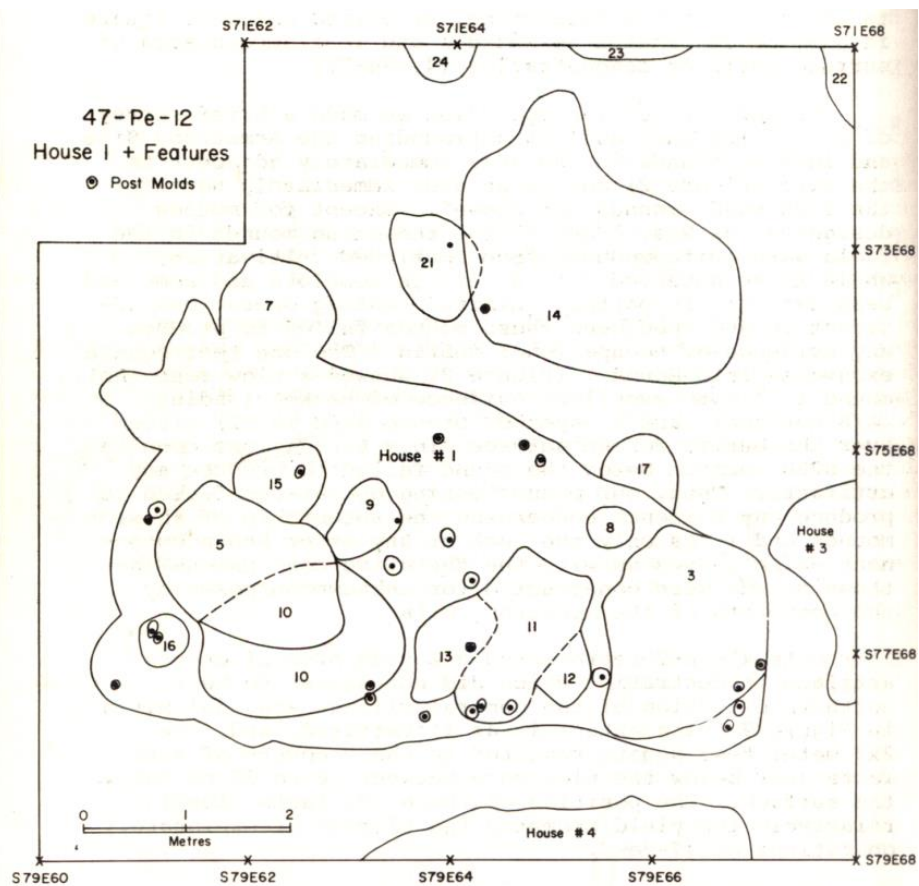 S71E62
S71E64
S71E68
24
23
22
47-Pe-12
House 1 + Features
Post Molds
S73E68
21
7
14
S75E68
House # 1
15
17
9
8
House
# 3
5
3
10
11
16
10
13
12
S77E68
0 1 2
Metres
House # 4
S79E60
S79E62
S79E64
S79E66
S79E68